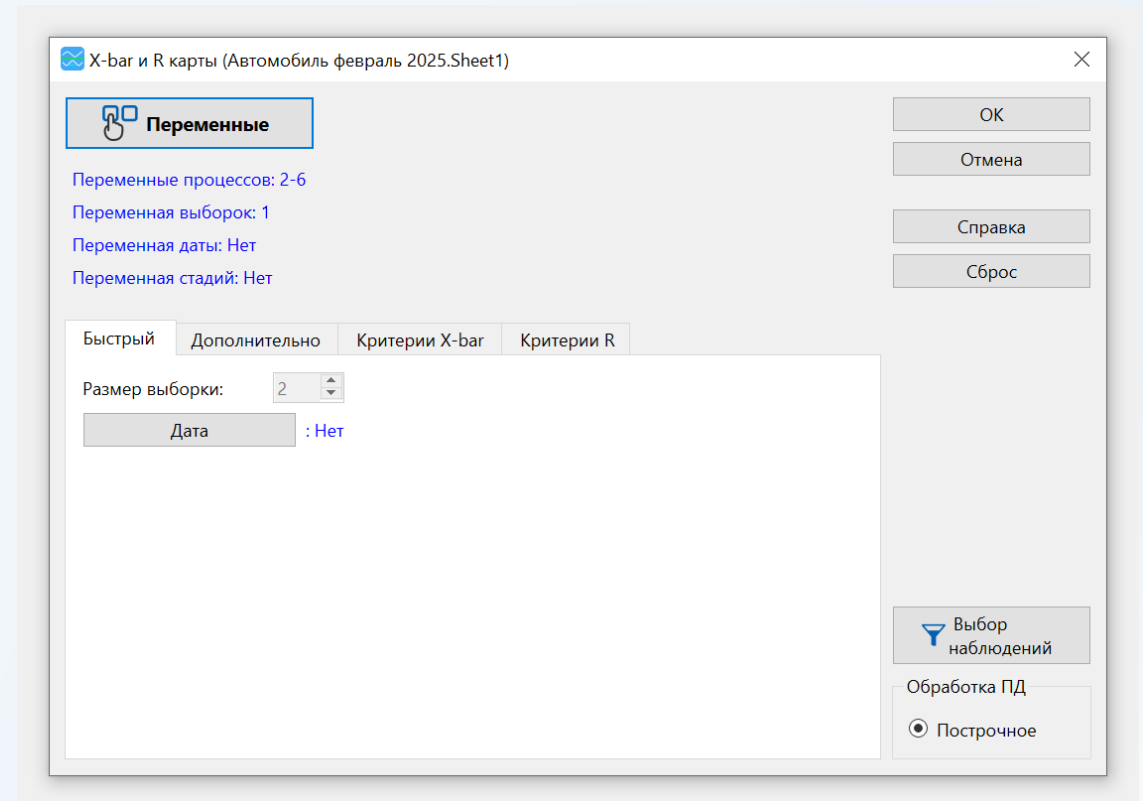 X-bar и R карты (Автомобиль февраль 2025.Sheet1)
Переменные
Переменные процессов: 2-6
Переменная выборок: 1
Переменная даты: Нет
Переменная стадий: Нет
OK
Отмена
Справка
Сброс
Быстрый Дополнительно Критерии X-bar Критерии R
Размер выборки: 2
Дата : Нет
Выбор
наблюдений
Обработка ПД
Построчное